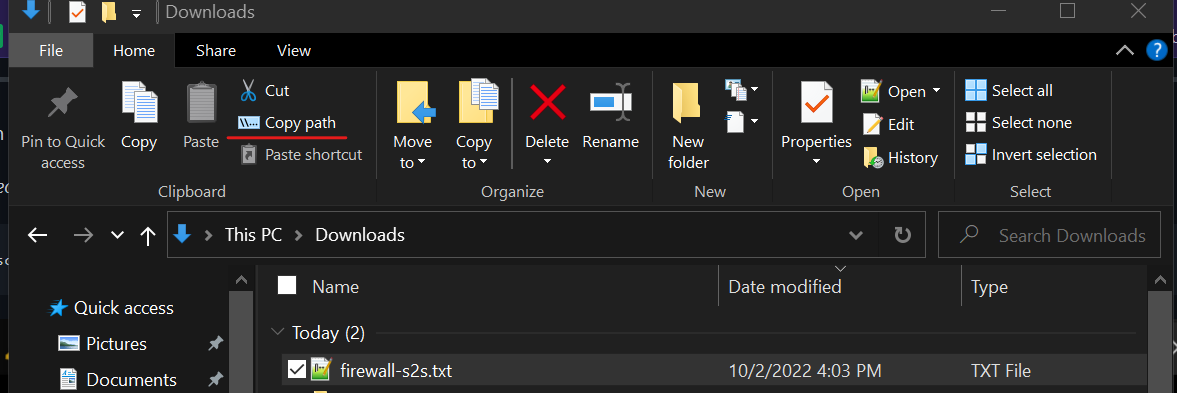 Downloads
File Home Share View
Pin to Quick access
Copy
Paste
Cut
Copy path
Paste shortcut
Clipboard
Move to
Copy to
Delete
Rename
Organize
New folder
New
Properties
Open
Edit
History
Open
Select all
Select none
Invert selection
Select
This PC > Downloads
Search Downloads
Quick access
Pictures
Documents
Name Date modified Type
Today (2)
firewall-s2s.txt 10/2/2022 4:03 PM TXT File